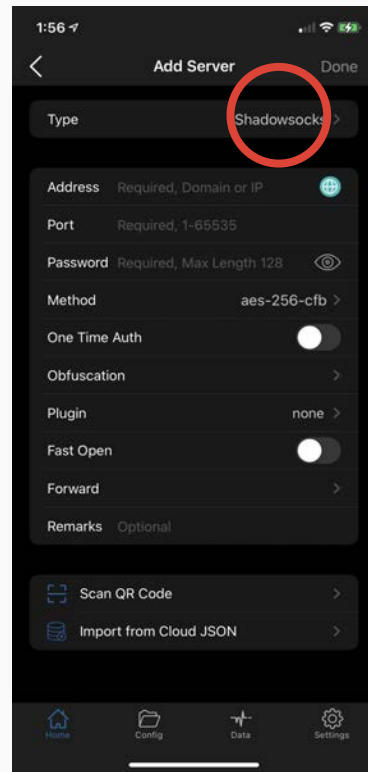 1:56
Add Server Done
Type Shadowsocks
Address Required, Domain or IP
Port Required, 1-65535
Password Required, Max Length 128
Method aes-256-cfb
One Time Auth
Obfuscation
Plugin none
Fast Open
Forward
Remarks Optional
Scan QR Code
Import from Cloud JSON
Home Config Data Settings